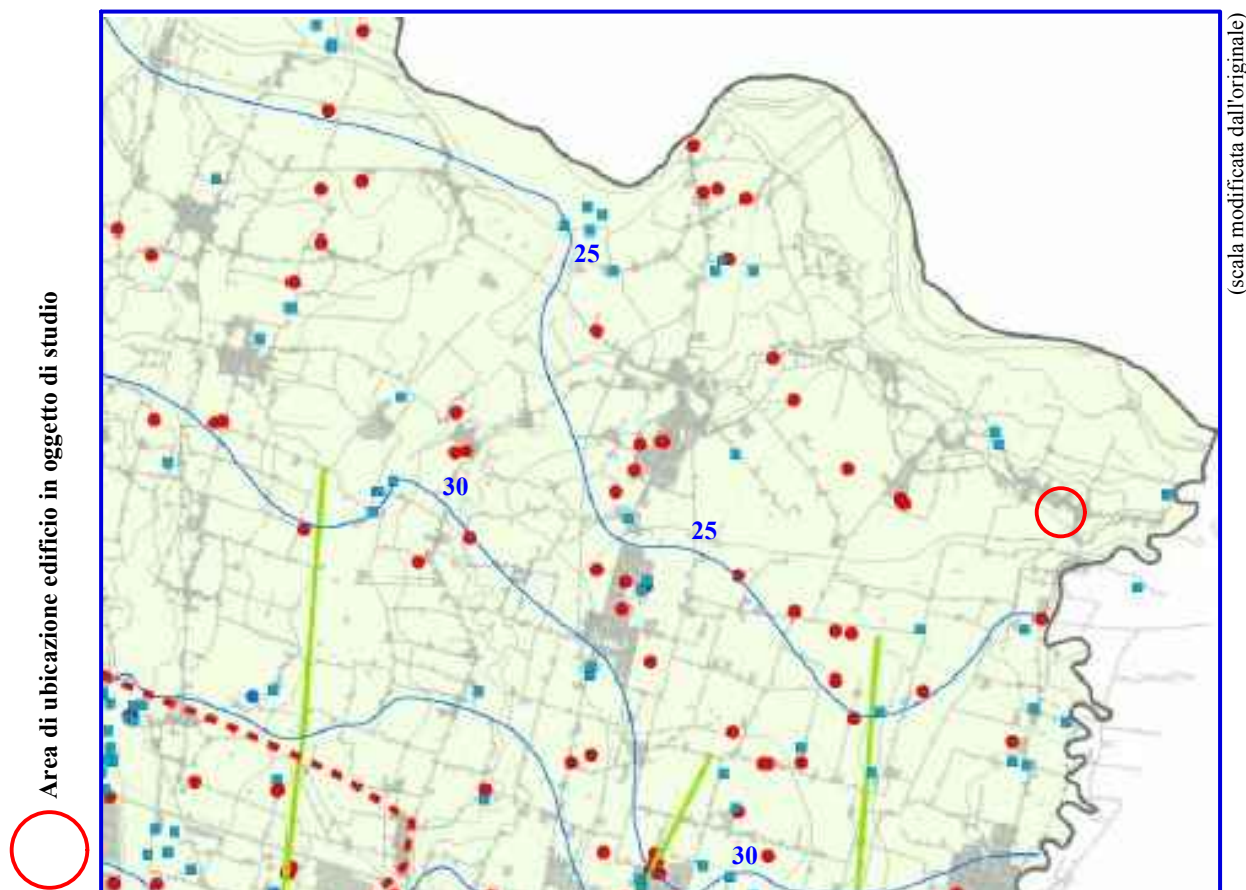 Area di ubicazione edificio in oggetto di studio
25
30
25
30
(scala modificata dall'originale)